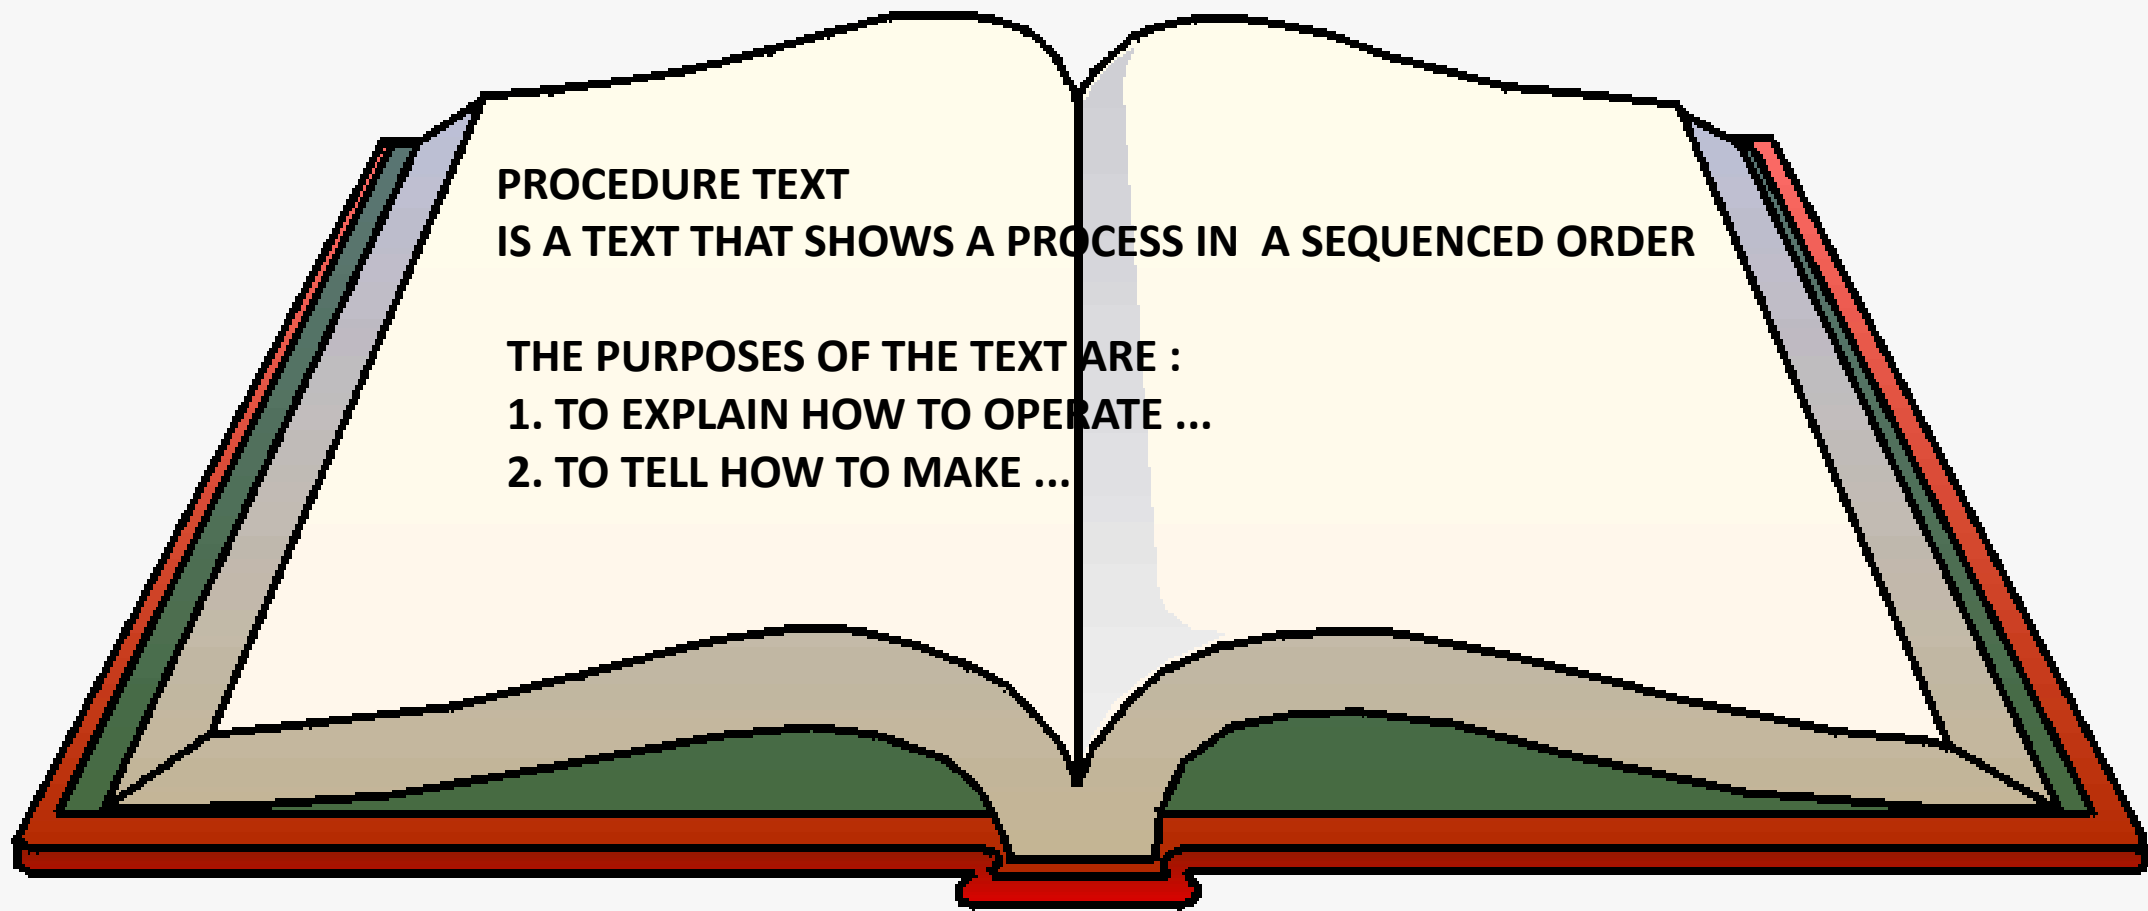 PROCEDURE TEXT
IS A TEXT THAT SHOWS A PROCESS IN  A SEQUENCED ORDER
THE PURPOSES OF THE TEXT ARE :
1. TO EXPLAIN HOW TO OPERATE ...
2. TO TELL HOW TO MAKE ...